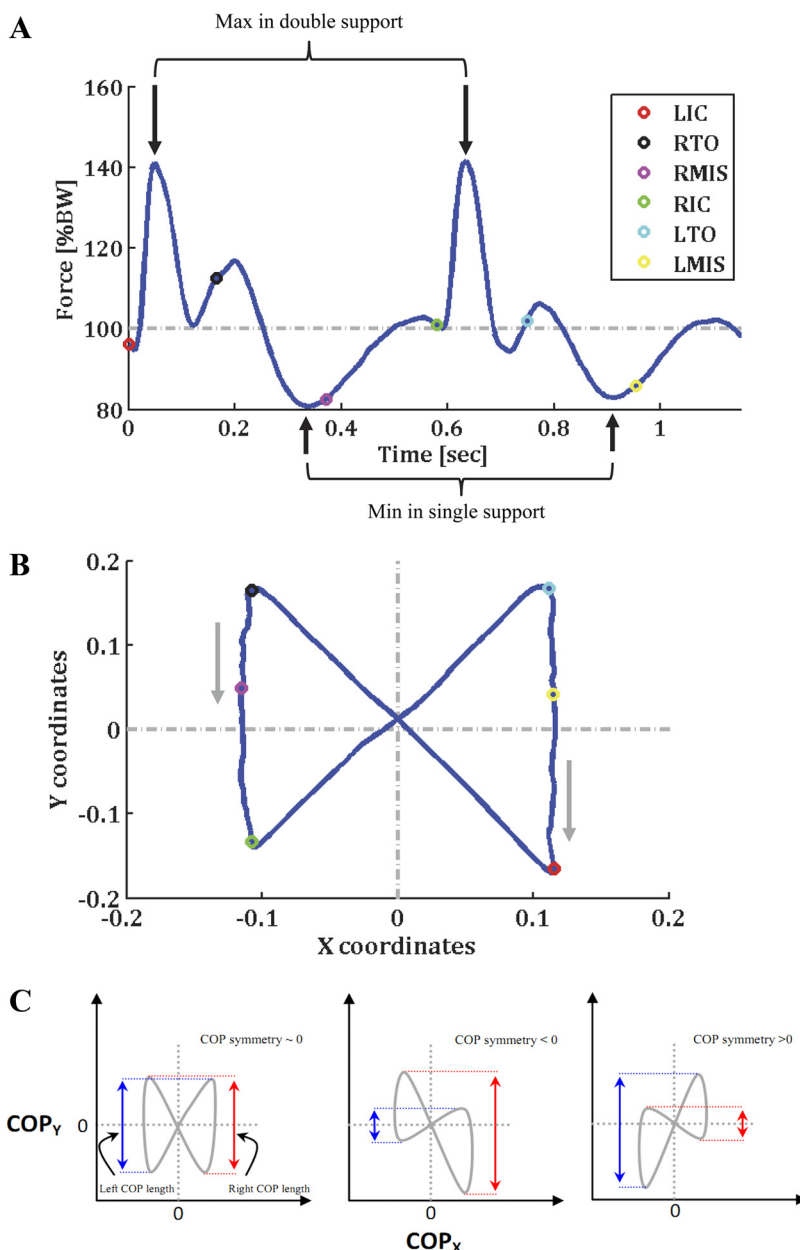 A
Max in double support
160
140
120
100
80
Force [%BW]
LIC
RTO
RMIS
RIC
LTO
LMIS
0
0.2
0.4
0.6
0.8
1
Time [sec]
Min in single support
B
0.2
0.1
0
-0.1
-0.2
Y coordinates
-0.2
-0.1
0
0.1
0.2
X coordinates
C
COP symmetry ~ 0
COP symmetry < 0
COP symmetry >0
COPY
0
Left COP length
Right COP length
0
0
0
COPX